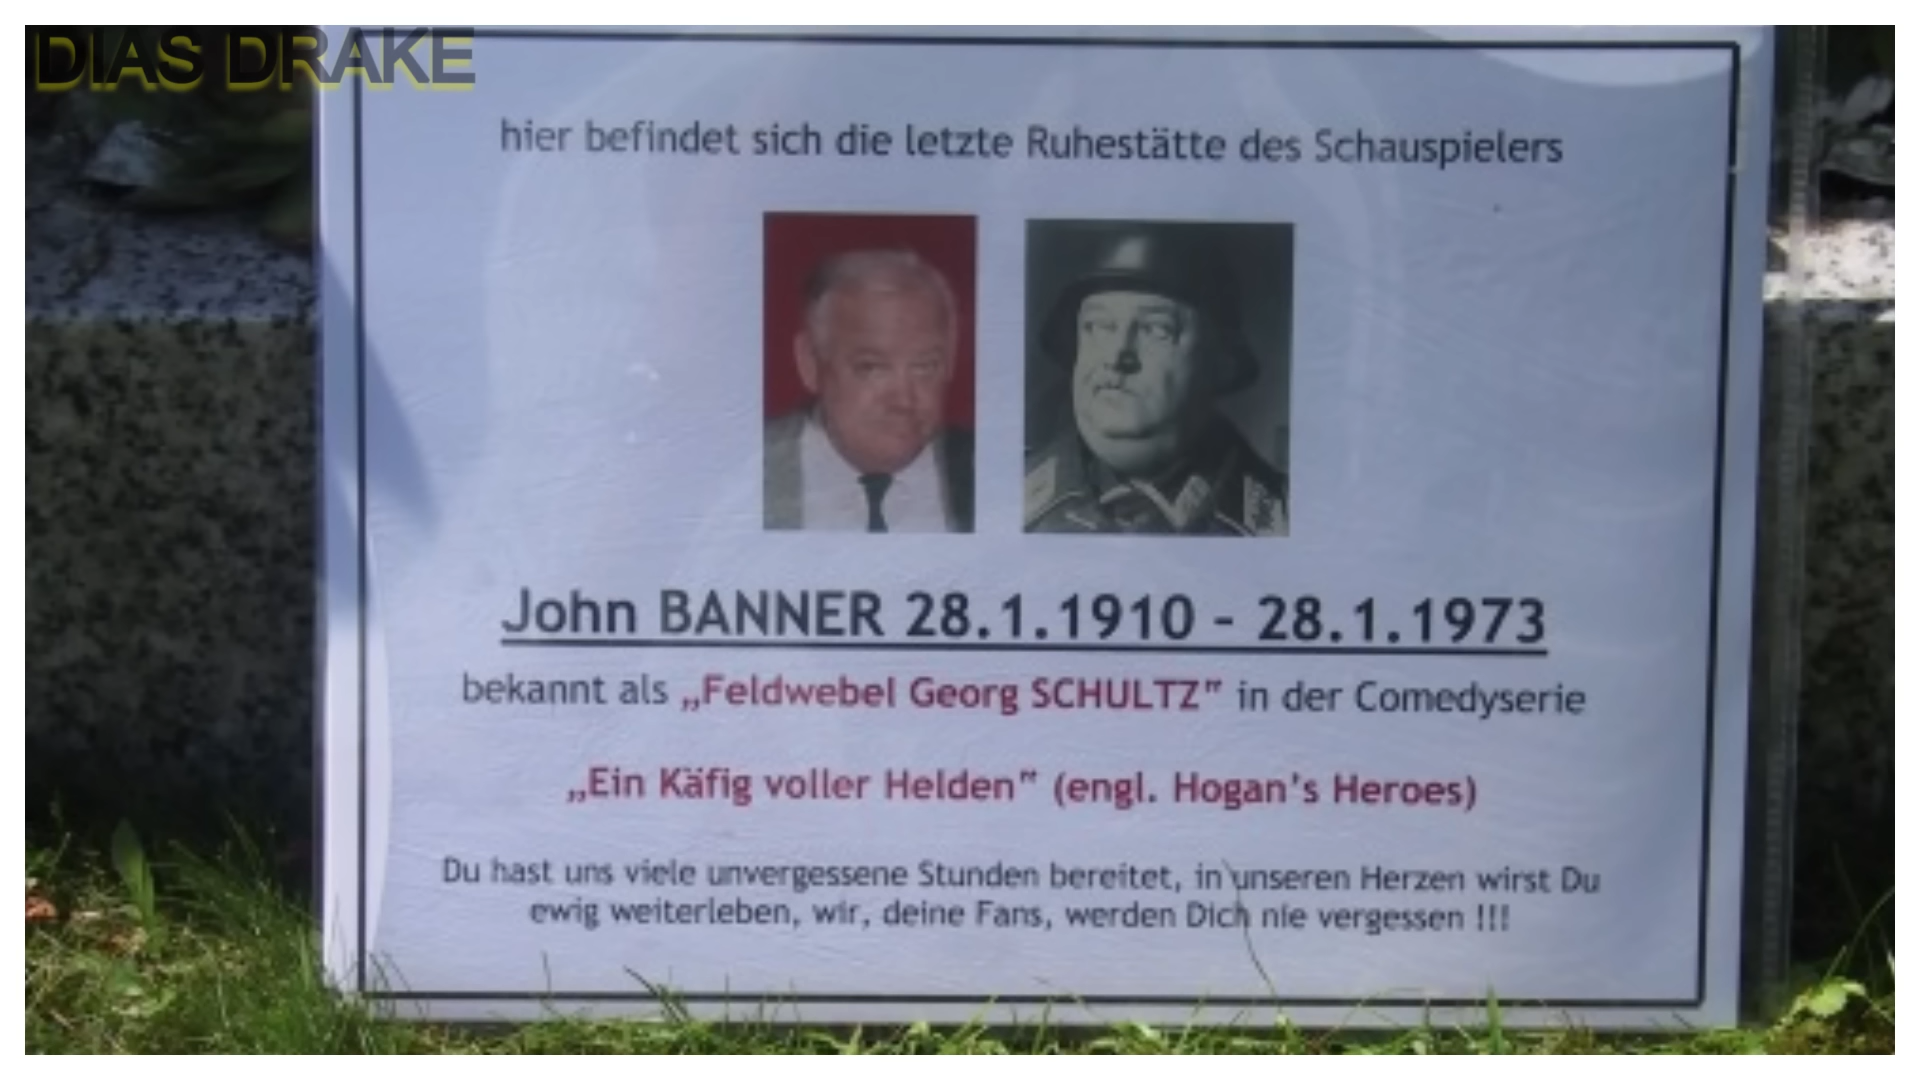 DIAS DRAKE
hier befindet sich die letzte Ruhestätte des Schauspielers
John BANNER 28.1.1910 - 28.1.1973
bekannt als „Feldwebel Georg SCHULTZ” in der Comedyserie
„Ein Käfig voller Helden” (engl. Hogan's Heroes)
Du hast uns viele unvergessene Stunden bereitet, in unseren Herzen wirst Du
ewig weiterleben, wir, deine Fans, werden Dich nie vergessen !!!